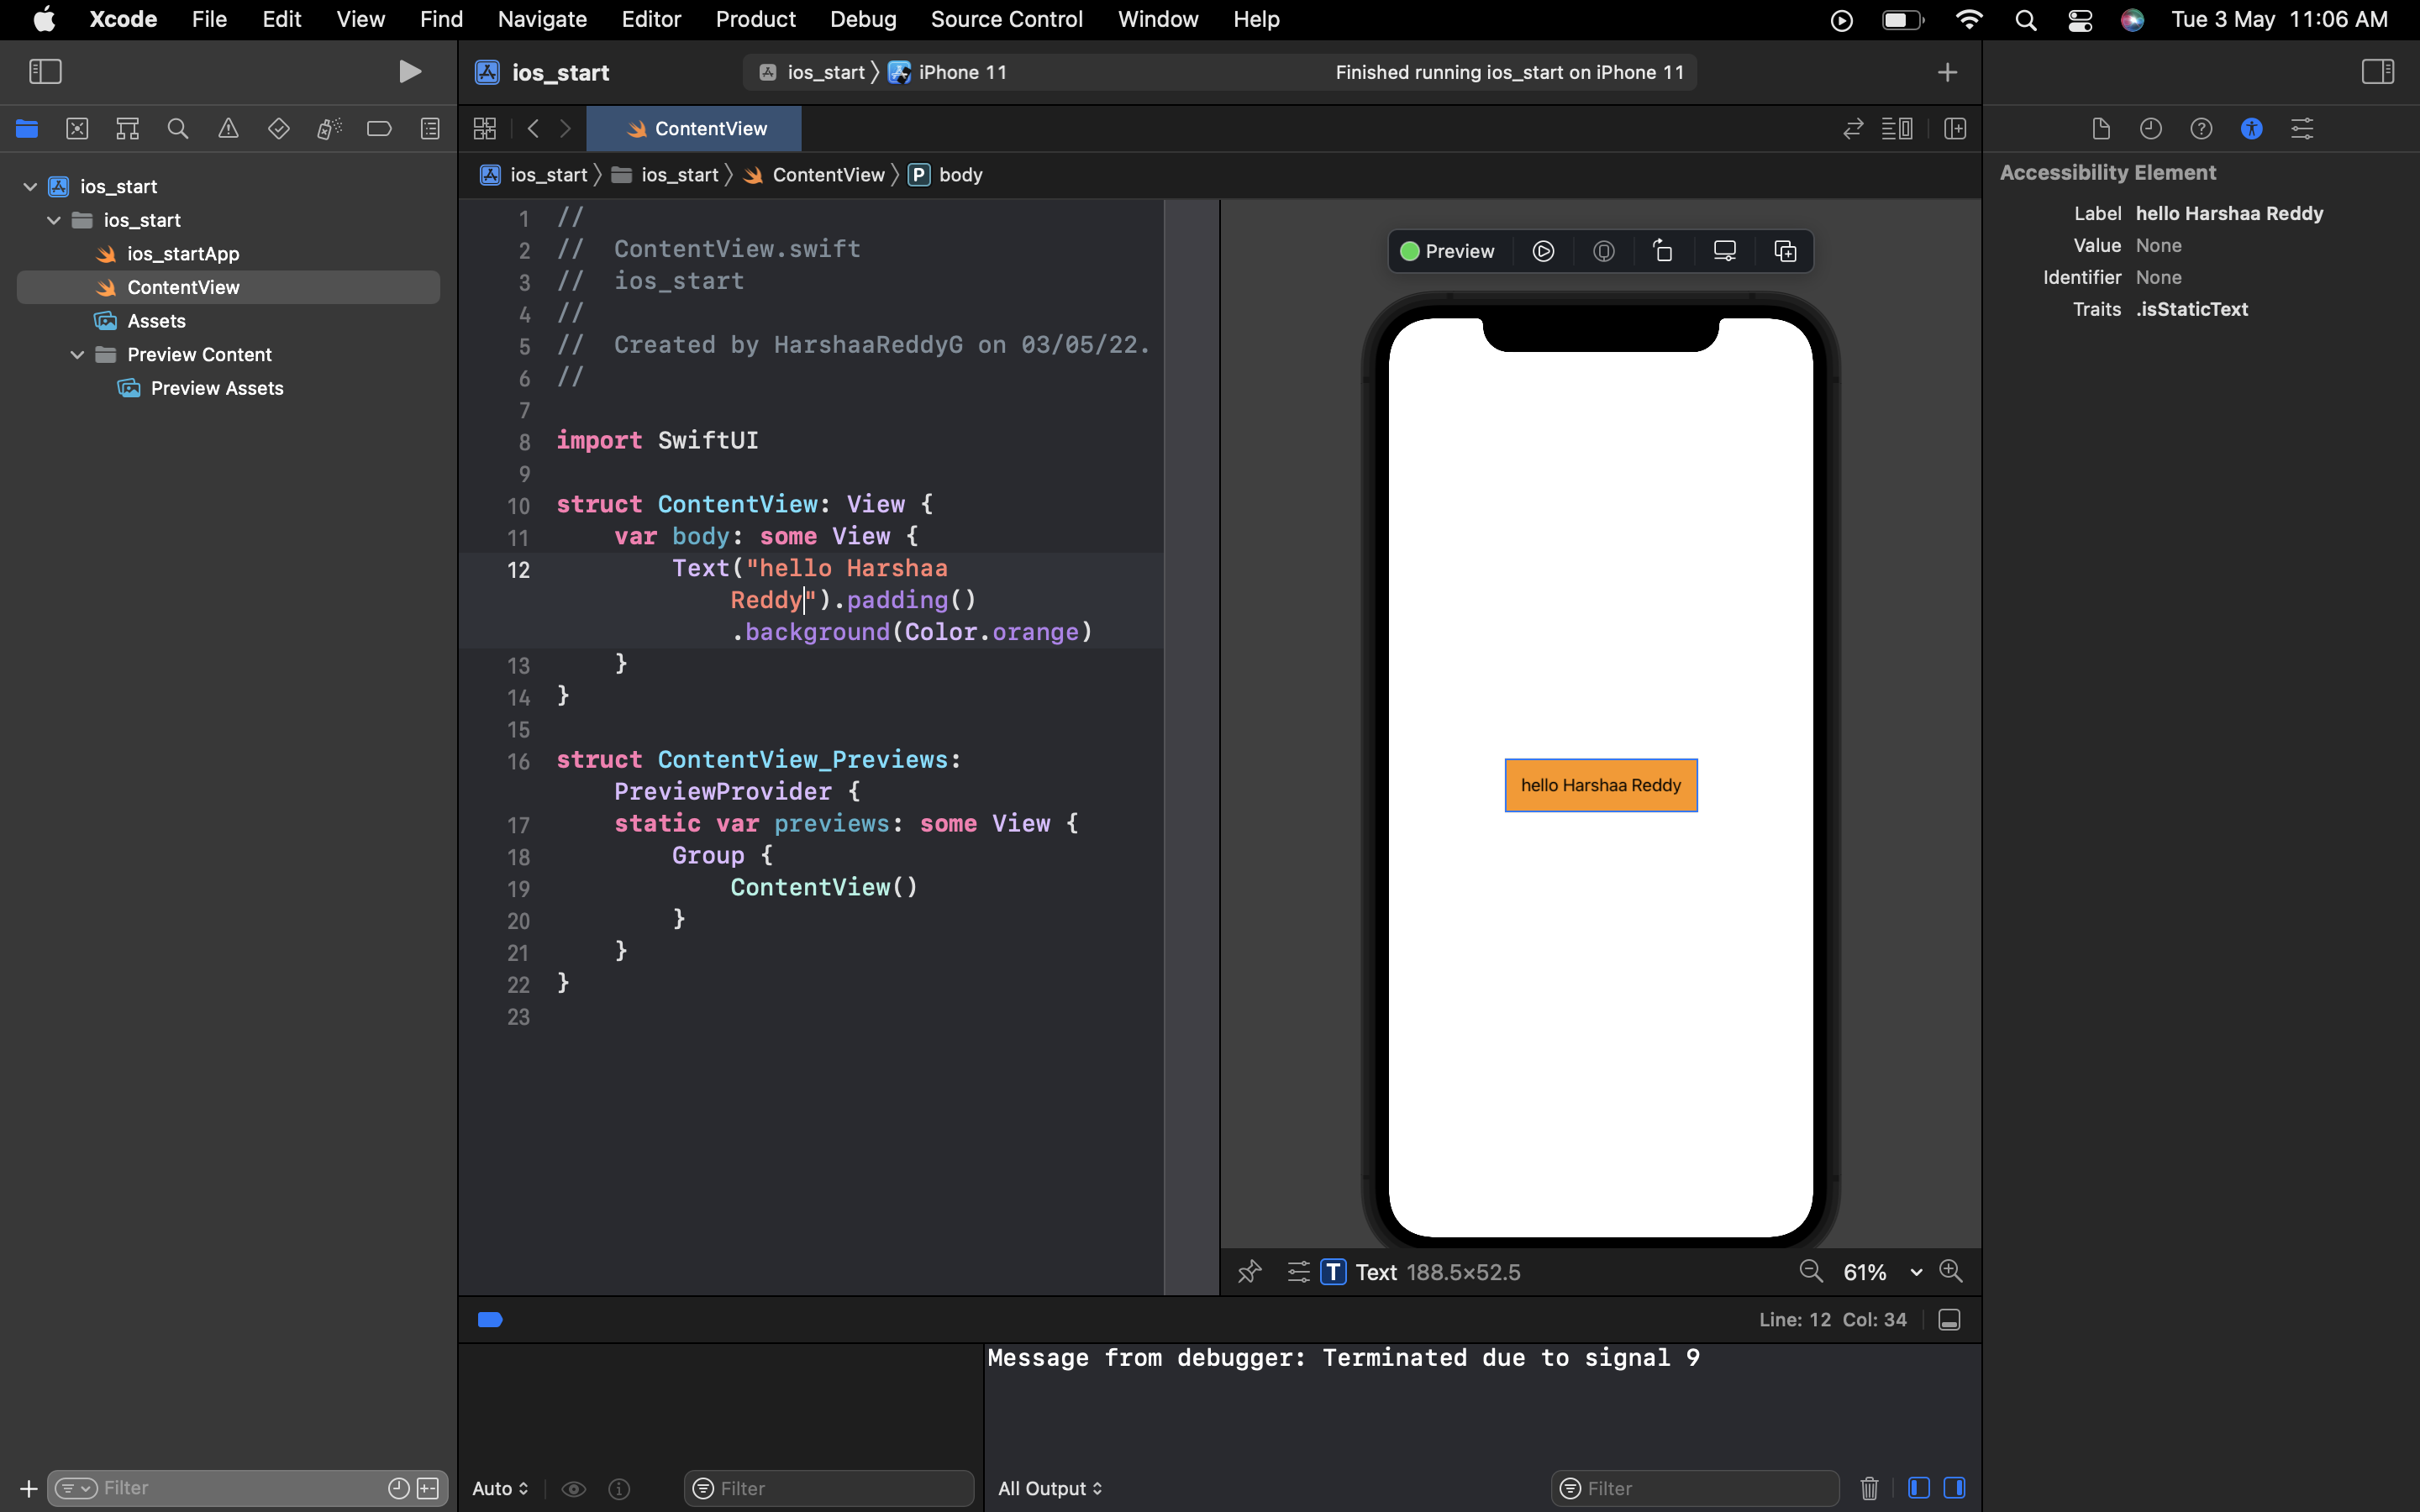 Xcode File Edit View Find Navigate Editor Product Debug Source Control Window Help Tue 3 May 11:06 AM
ios_start ios_start 〉 iPhone 11 Finished running ios_start on iPhone 11
ContentView
ios_start 〉 ios_start 〉 ContentView 〉 P body
ios_start
ios_start
ios_startApp
ContentView
Assets
Preview Content
Preview Assets
Filter
1 //
2 //  ContentView.swift
3 //  ios_start
4 //
5 //  Created by HarshaaReddyG on 03/05/22.
6 //
7
8 import SwiftUI
9
10 struct ContentView: View {
11     var body: some View {
12         Text("hello Harshaa
Reddy").padding()
.background(Color.orange)
13     }
14 }
15
16 struct ContentView_Previews:
PreviewProvider {
17     static var previews: some View {
18         Group {
19             ContentView()
20         }
21     }
22 }
23
Preview
hello Harshaa Reddy
T Text 188.5×52.5 61%
Line: 12 Col: 34
Message from debugger: Terminated due to signal 9
Auto Filter All Output Filter
Accessibility Element
Label hello Harshaa Reddy
Value None
Identifier None
Traits .isStaticText